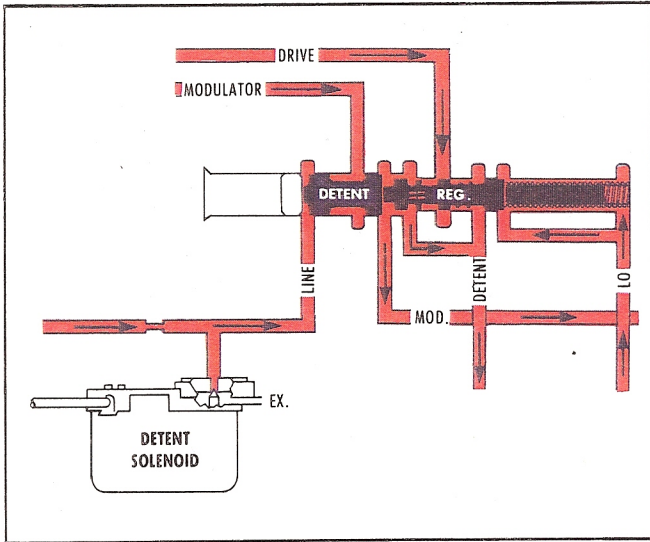 DRIVE
MODULATOR
DETENT
REG.
LINE
DETENT
LO
MOD.
EX.
DETENT
SOLENOID